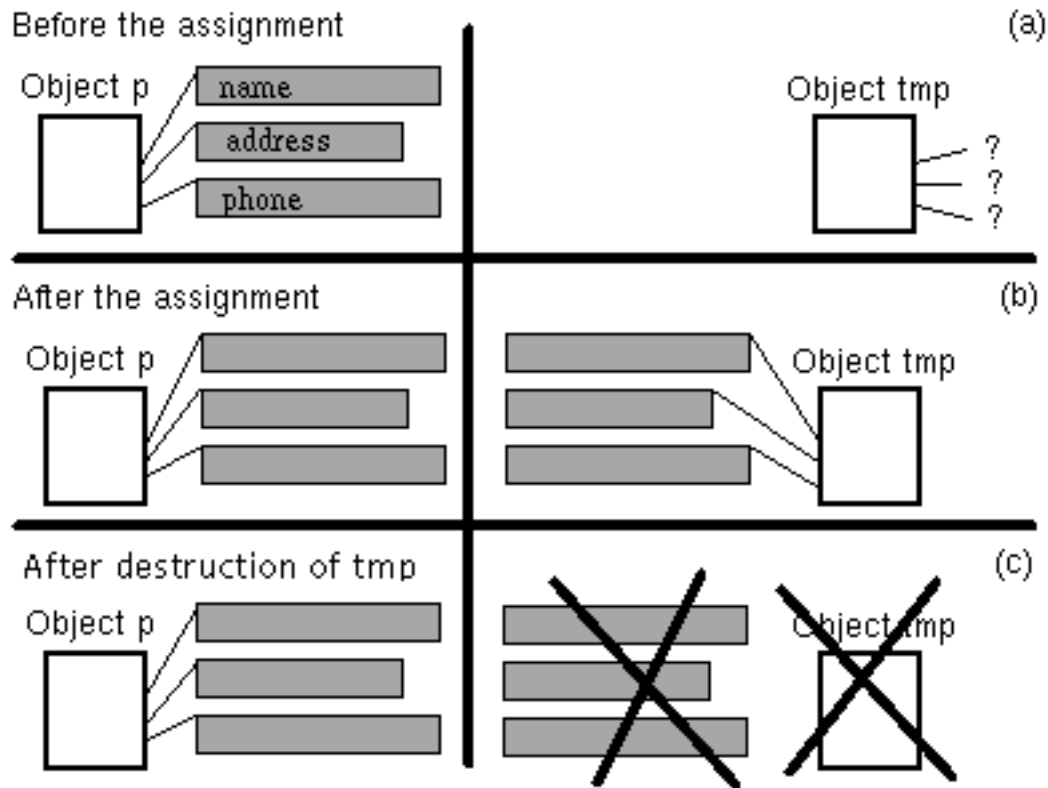 Before the assignment
(a)
Object p
name
address
phone
Object tmp
?
?
?
After the assignment
(b)
Object p
Object tmp
After destruction of tmp
(c)
Object p
Object tmp